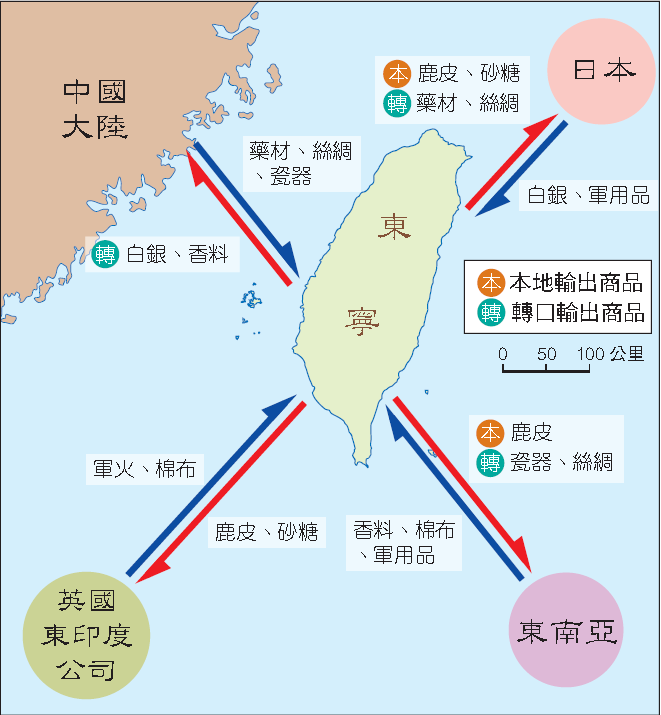 中國
大陸
日本
本 鹿皮、砂糖
轉 藥材、絲綢
藥材、絲綢
、瓷器
白銀、軍用品
轉 白銀、香料
東
寧
本 本地輸出商品
轉 轉口輸出商品
0 50 100 公里
本 鹿皮
轉 瓷器、絲綢
軍火、棉布
鹿皮、砂糖
香料、棉布
、軍用品
英國
東印度
公司
東南亞